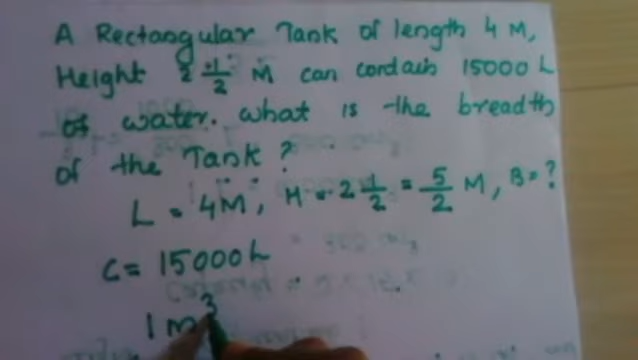 A Rectangular Tank of length 4 M,
Height 2 1/2 M can contain 15000 L
of water. What is the breadth
of the Tank ?
L = 4M, H = 2 1/2 = 5/2 M, B = ?
C = 15000 L
1 m³